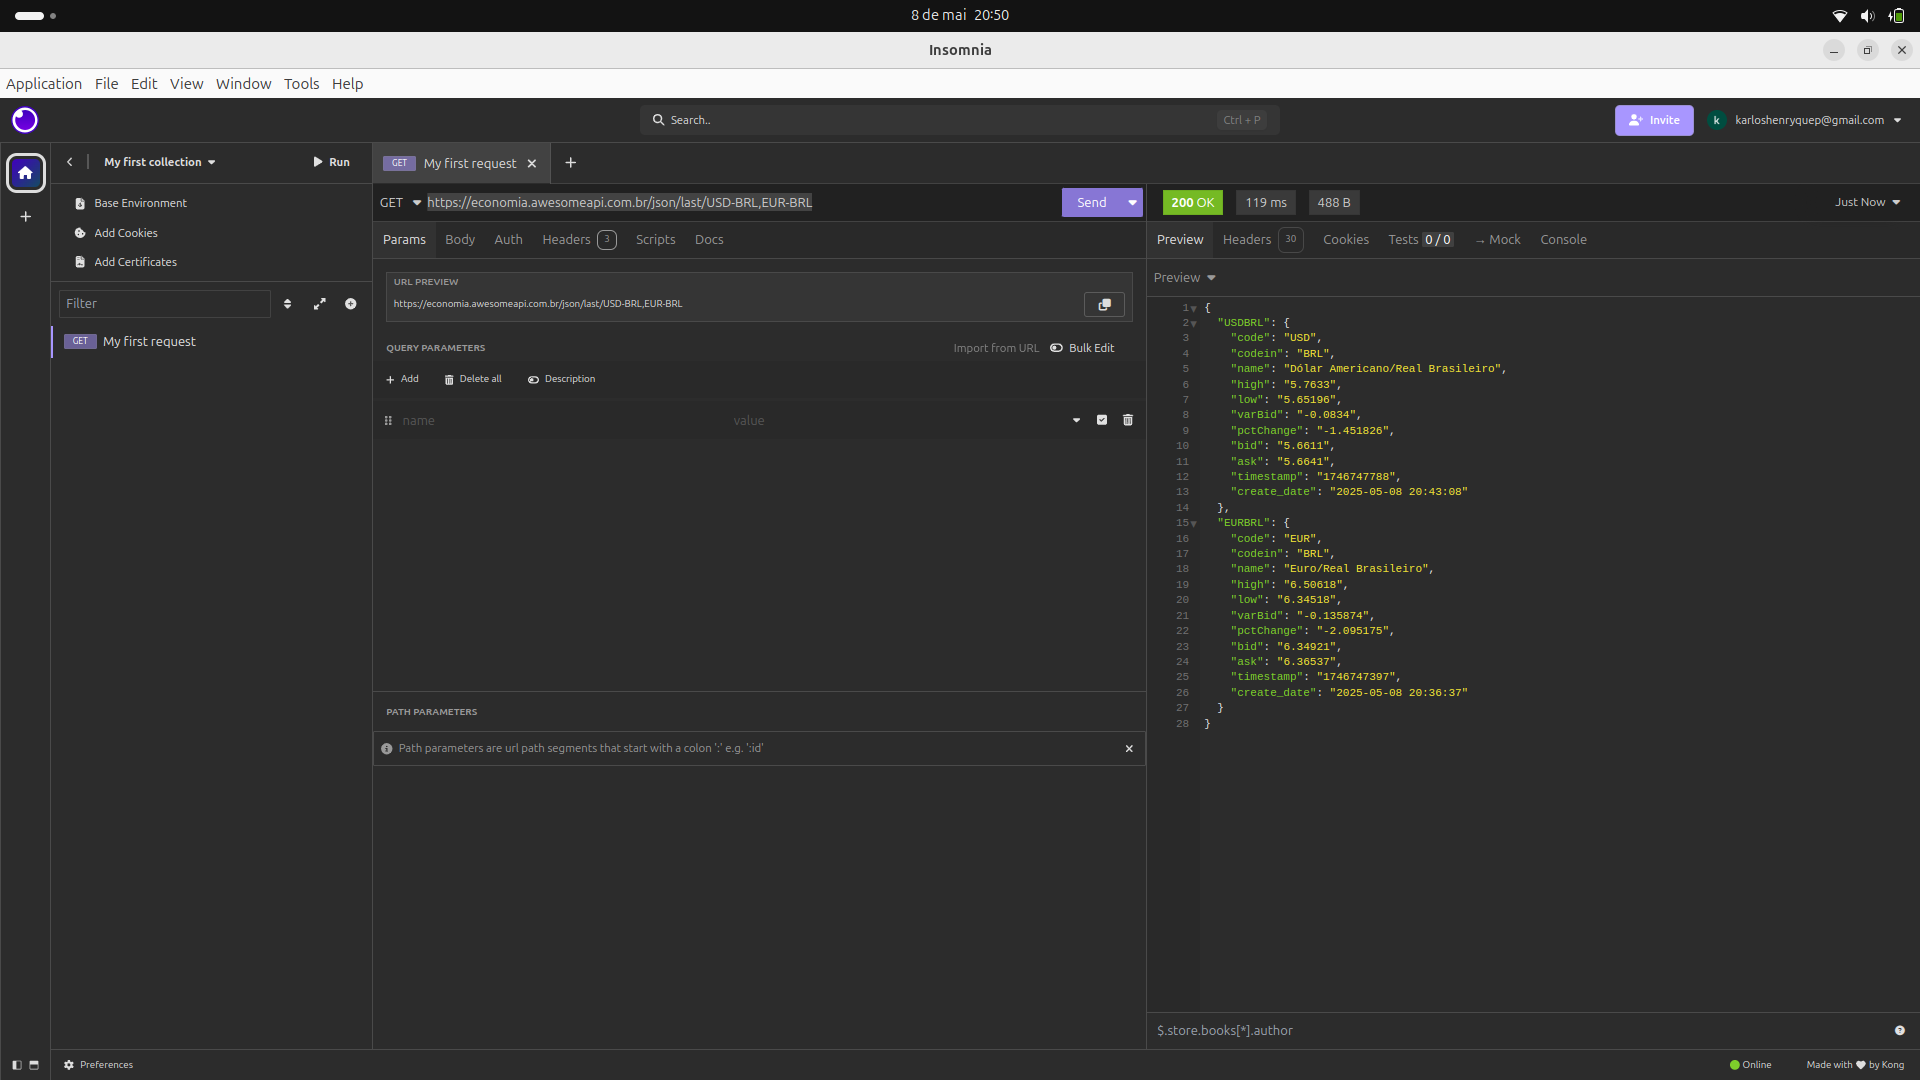 8 de mai 20:50
Insomnia
Application File Edit View Window Tools Help
Search.. Ctrl + P
Invite
k karloshenryquep@gmail.com
My first collection
Run
GET My first request
Base Environment
Add Cookies
Add Certificates
Filter
GET My first request
GET https://economia.awesomeapi.com.br/json/last/USD-BRL,EUR-BRL
Send
Params Body Auth Headers 3 Scripts Docs
URL PREVIEW
https://economia.awesomeapi.com.br/json/last/USD-BRL,EUR-BRL
QUERY PARAMETERS
Import from URL Bulk Edit
Add Delete all Description
name value
PATH PARAMETERS
Path parameters are url path segments that start with a colon ':' e.g. ':id'
200 OK 119 ms 488 B
Just Now
Preview Headers 30 Cookies Tests 0 / 0 → Mock Console
Preview
1 {
2 "USDBRL": {
3 "code": "USD",
4 "codein": "BRL",
5 "name": "Dólar Americano/Real Brasileiro",
6 "high": "5.7633",
7 "low": "5.65196",
8 "varBid": "-0.0834",
9 "pctChange": "-1.451826",
10 "bid": "5.6611",
11 "ask": "5.6641",
12 "timestamp": "1746747788",
13 "create_date": "2025-05-08 20:43:08"
14 },
15 "EURBRL": {
16 "code": "EUR",
17 "codein": "BRL",
18 "name": "Euro/Real Brasileiro",
19 "high": "6.50618",
20 "low": "6.34518",
21 "varBid": "-0.135874",
22 "pctChange": "-2.095175",
23 "bid": "6.34921",
24 "ask": "6.36537",
25 "timestamp": "1746747397",
26 "create_date": "2025-05-08 20:36:37"
27 }
28 }
$.store.books[*].author
Preferences
Online
Made with ♥ by Kong